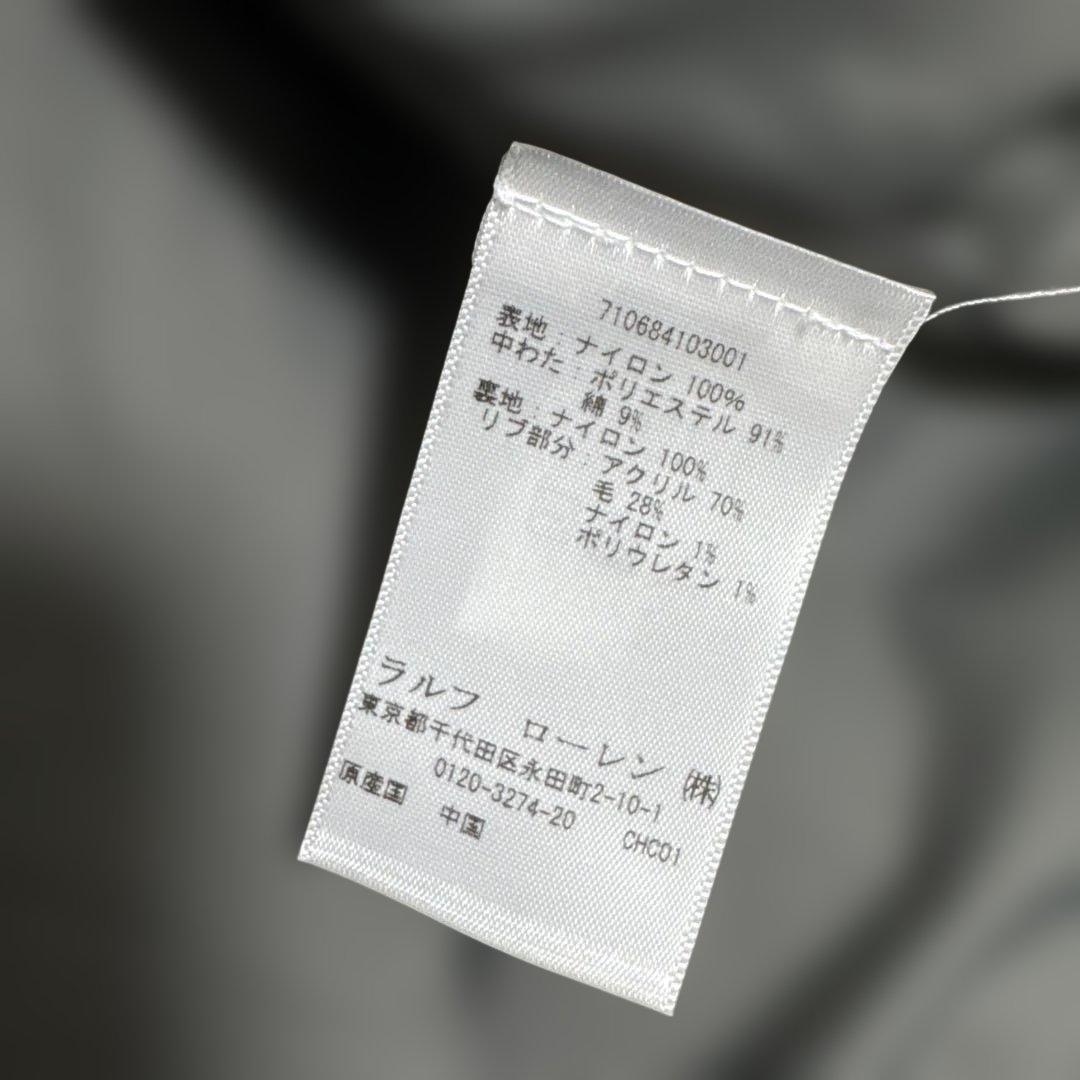 710684103001
表地：ナイロン 100%
中わた：ポリエステル 91%
綿 9%
裏地：ナイロン 100%
リブ部分：アクリル 70%
毛 28%
ナイロン 1%
ポリウレタン 1%
ラルフ ローレン ㈱
東京都千代田区永田町2-10-1
0120-3274-20 CHC01
原産国 中国